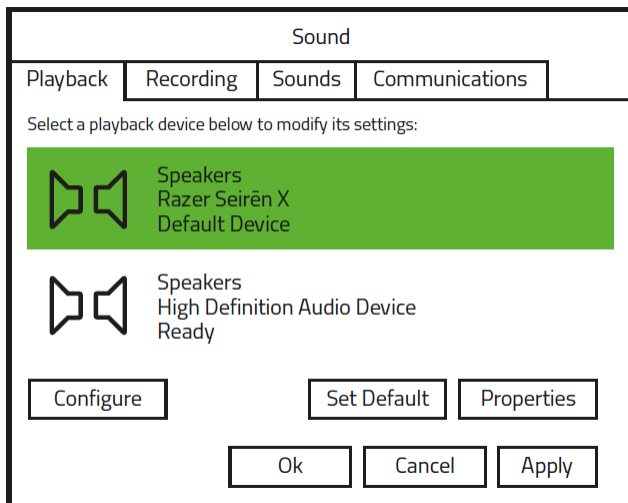 Sound
Playback Recording Sounds Communications
Select a playback device below to modify its settings:
Speakers
Razer Seirēn X
Default Device
Speakers
High Definition Audio Device
Ready
Configure Set Default Properties
Ok Cancel Apply